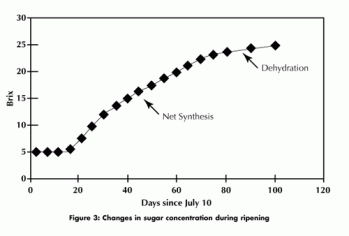 30
25
20
15
10
5
0
Brix
Dehydration
Net Synthesis
0 20 40 60 80 100 120
Days since July 10
Figure 3: Changes in sugar concentration during ripening